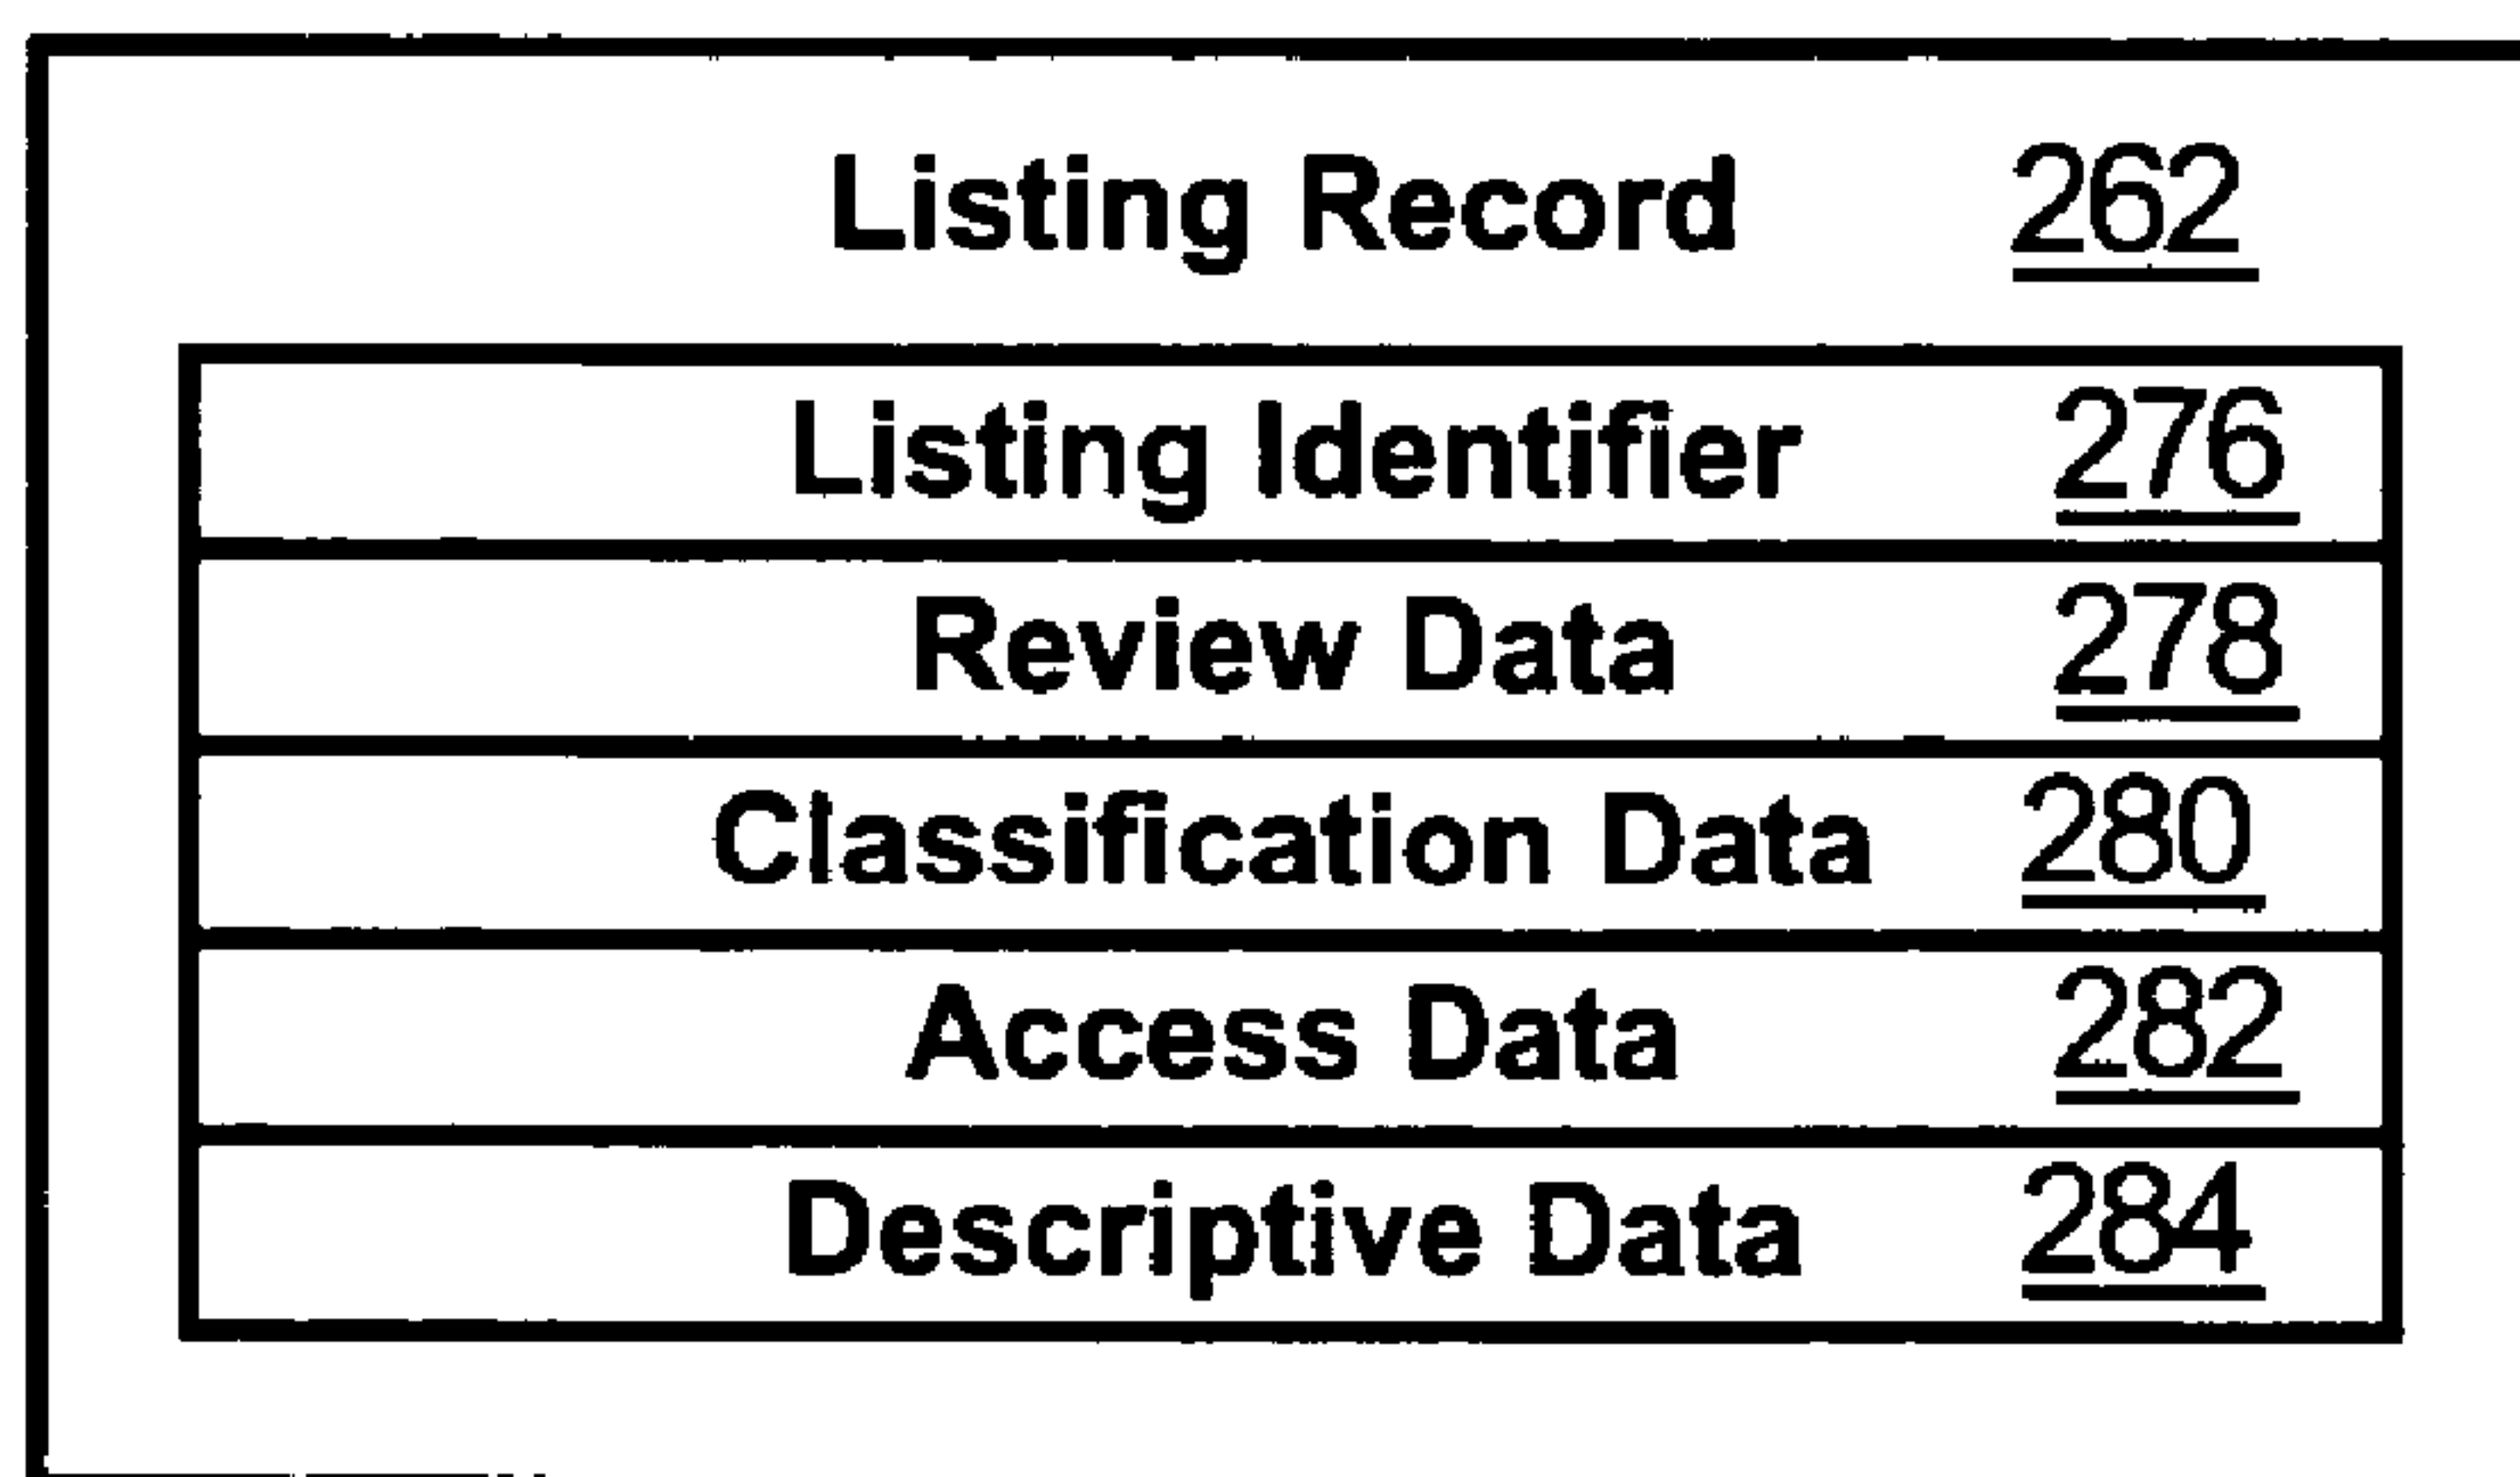 Listing Record 262
Listing Identifier 276
Review Data 278
Classification Data 280
Access Data 282
Descriptive Data 284